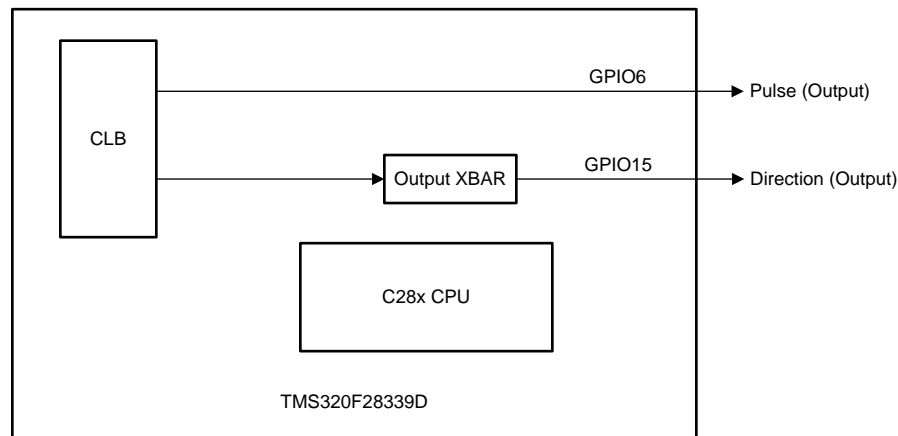 GPIO6
Pulse (Output)
CLB
GPIO15
Output XBAR
Direction (Output)
C28x CPU
TMS320F28339D